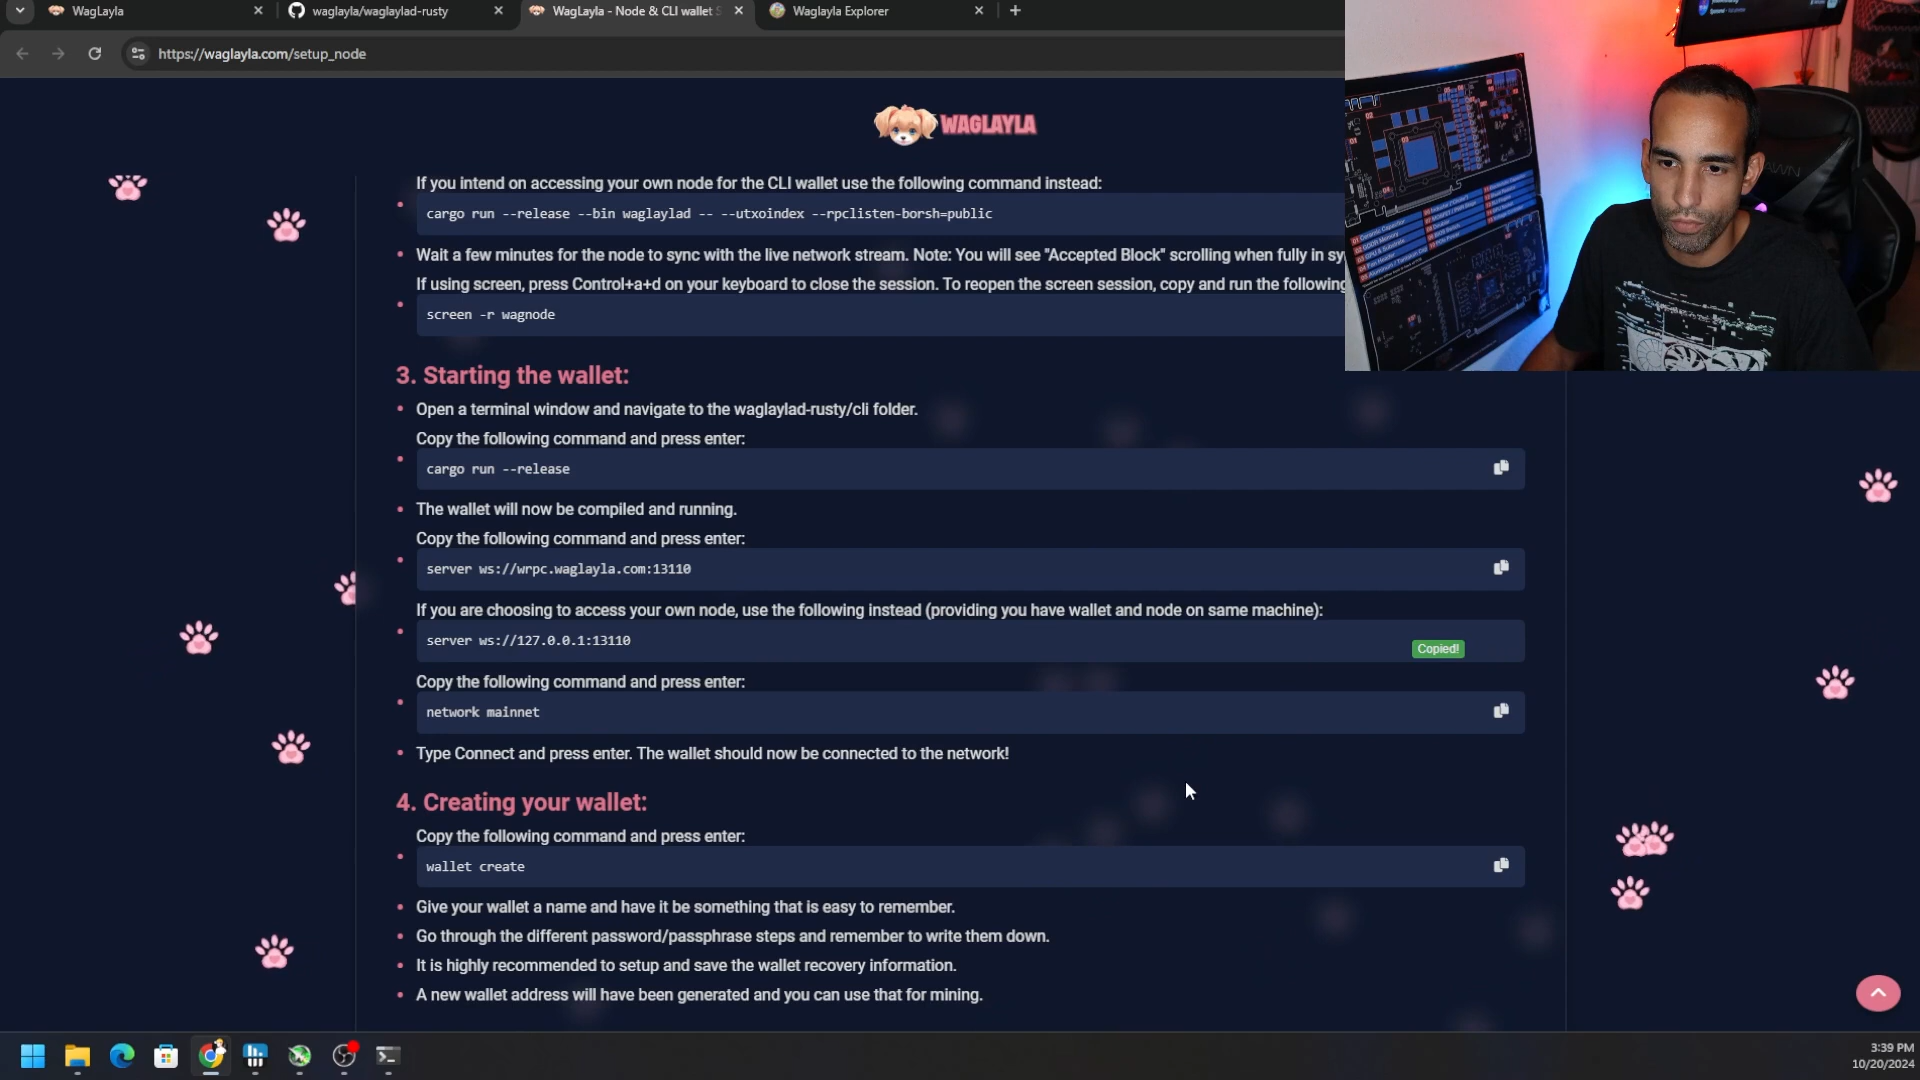 WagLayla
waglayla/waglaylad-rusty
WagLayla - Node & CLI wallet S
Waglayla Explorer
https://waglayla.com/setup_node
WAGLAYLA
If you intend on accessing your own node for the CLI wallet use the following command instead:
cargo run --release --bin waglaylad -- --utxoindex --rpclisten-borsh=public
Wait a few minutes for the node to sync with the live network stream. Note: You will see "Accepted Block" scrolling when fully in sy
If using screen, press Control+a+d on your keyboard to close the session. To reopen the screen session, copy and run the following
screen -r wagnode
3. Starting the wallet:
Open a terminal window and navigate to the waglaylad-rusty/cli folder.
Copy the following command and press enter:
cargo run --release
The wallet will now be compiled and running.
Copy the following command and press enter:
server ws://wrpc.waglayla.com:13110
If you are choosing to access your own node, use the following instead (providing you have wallet and node on same machine):
server ws://127.0.0.1:13110
Copied!
Copy the following command and press enter:
network mainnet
Type Connect and press enter. The wallet should now be connected to the network!
4. Creating your wallet:
Copy the following command and press enter:
wallet create
Give your wallet a name and have it be something that is easy to remember.
Go through the different password/passphrase steps and remember to write them down.
It is highly recommended to setup and save the wallet recovery information.
A new wallet address will have been generated and you can use that for mining.
3:39 PM
10/20/2024